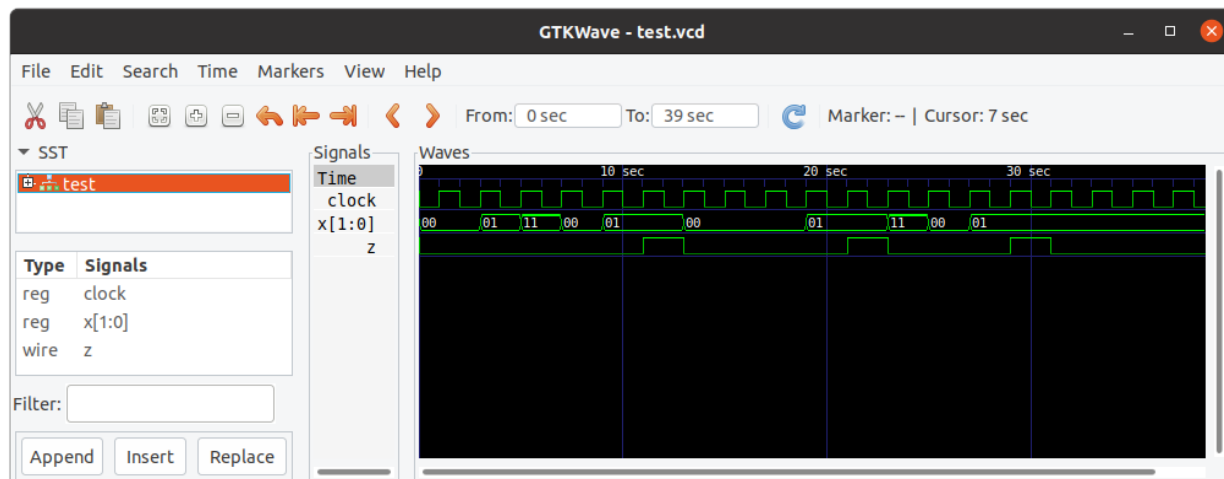 GTKWave - test.vcd
File Edit Search Time Markers View Help
From: 0 sec To: 39 sec Marker: -- | Cursor: 7 sec
SST
test
Type Signals
reg clock
reg x[1:0]
wire z
Filter:
Append Insert Replace
Signals
Time
clock
x[1:0]
z
Waves
0 10 sec 20 sec 30 sec
00 01 11 00 01 00 01 11 00 01